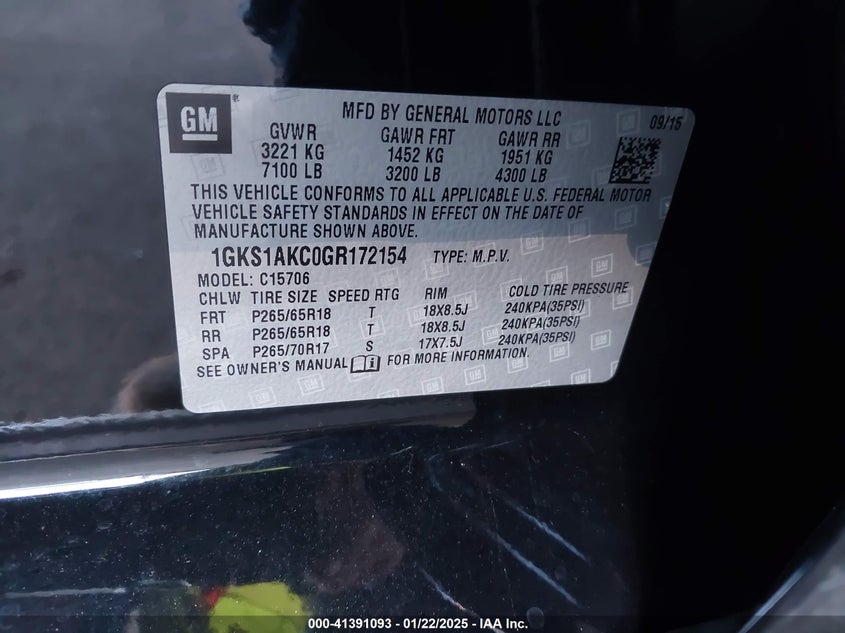 GM
MFD BY GENERAL MOTORS LLC
09/15
GVWR GAWR FRT GAWR RR
3221 KG 1452 KG 1951 KG
7100 LB 3200 LB 4300 LB
THIS VEHICLE CONFORMS TO ALL APPLICABLE U.S. FEDERAL MOTOR
VEHICLE SAFETY STANDARDS IN EFFECT ON THE DATE OF
MANUFACTURE SHOWN ABOVE.
1GKS1AKC0GR172154 TYPE: M.P.V.
MODEL: C15706
CHLW TIRE SIZE SPEED RTG RIM COLD TIRE PRESSURE
FRT P265/65R18 T 18X8.5J 240KPA(35PSI)
RR P265/65R18 T 18X8.5J 240KPA(35PSI)
SPA P265/70R17 S 17X7.5J 240KPA(35PSI)
SEE OWNER'S MANUAL FOR MORE INFORMATION.
000-41391093 - 01/22/2025 - IAA Inc.